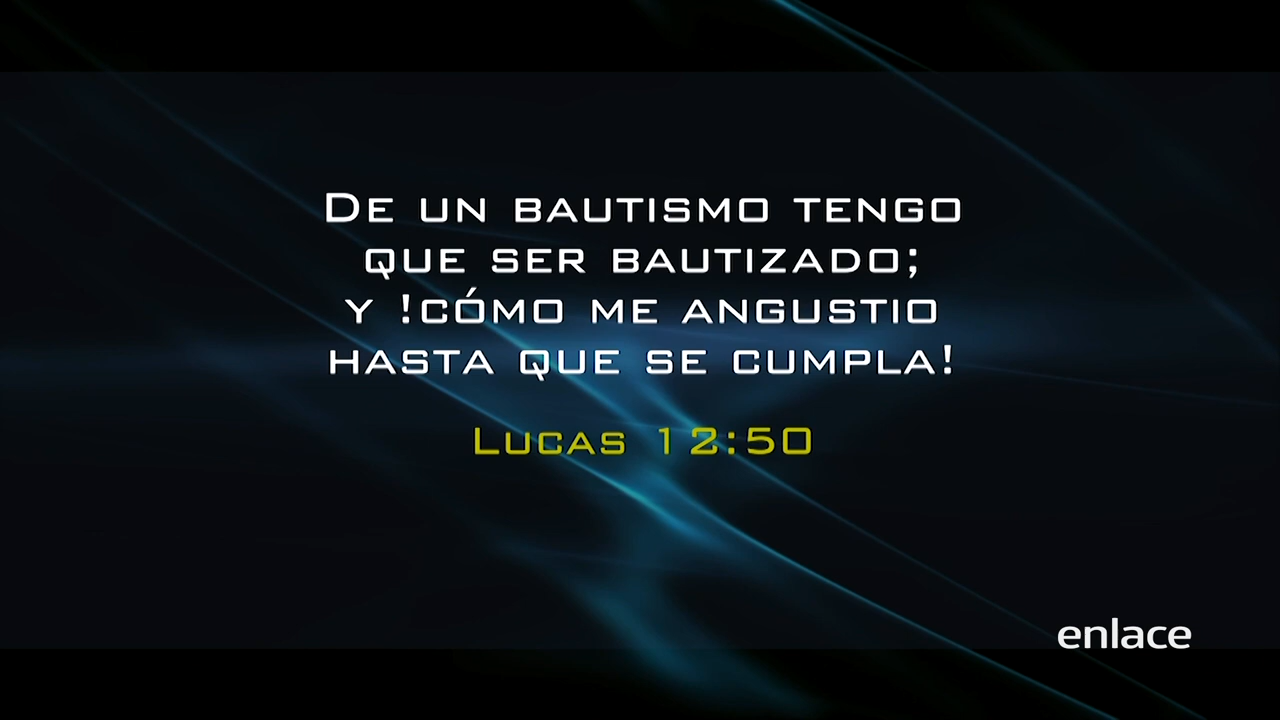 De un bautismo tengo
que ser bautizado;
y !cómo me angustio
hasta que se cumpla!
Lucas 12:50
enlace